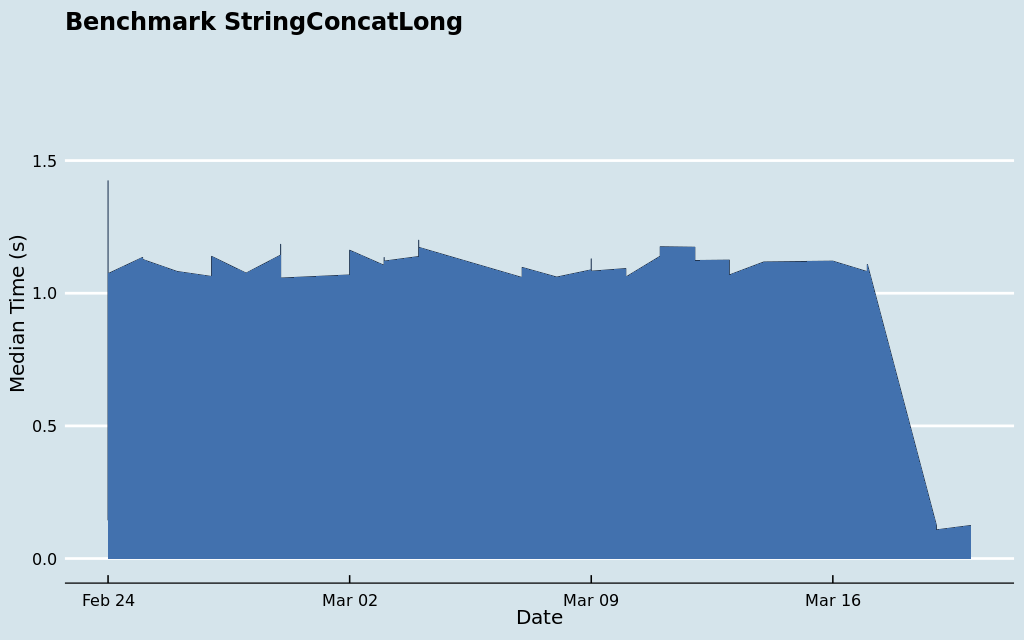 Benchmark StringConcatLong
1.5
1.0
0.5
0.0
Median Time (s)
Feb 24 Mar 02 Mar 09 Mar 16
Date